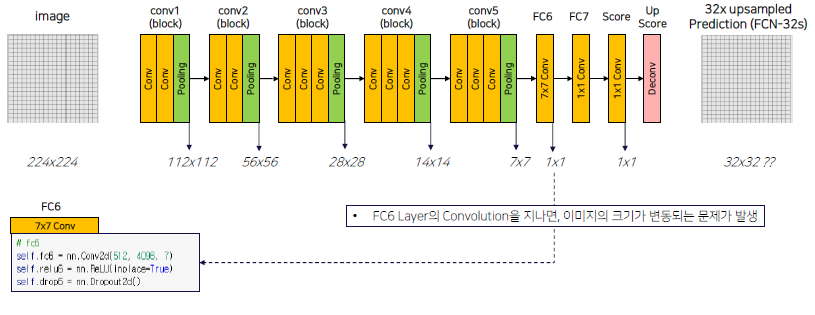 image
conv1
(block)
conv2
(block)
conv3
(block)
conv4
(block)
conv5
(block)
FC6
FC7
Score
Up
Score
32x upsampled
Prediction (FCN-32s)
Conv
Conv
Pooling
Conv
Conv
Pooling
Conv
Conv
Conv
Pooling
Conv
Conv
Conv
Pooling
Conv
Conv
Conv
Pooling
7x7 Conv
1x1 Conv
1x1 Conv
Deconv
224x224
112x112
56x56
28x28
14x14
7x7
1x1
1x1
32x32 ??
• FC6 Layer의 Convolution을 지나면, 이미지의 크기가 변동되는 문제가 발생
FC6
7x7 Conv
# fc6
self.fc6 = nn.Conv2d(512, 4096, 7)
self.relu6 = nn.ReLU(inplace=True)
self.drop6 = nn.Dropout2d()